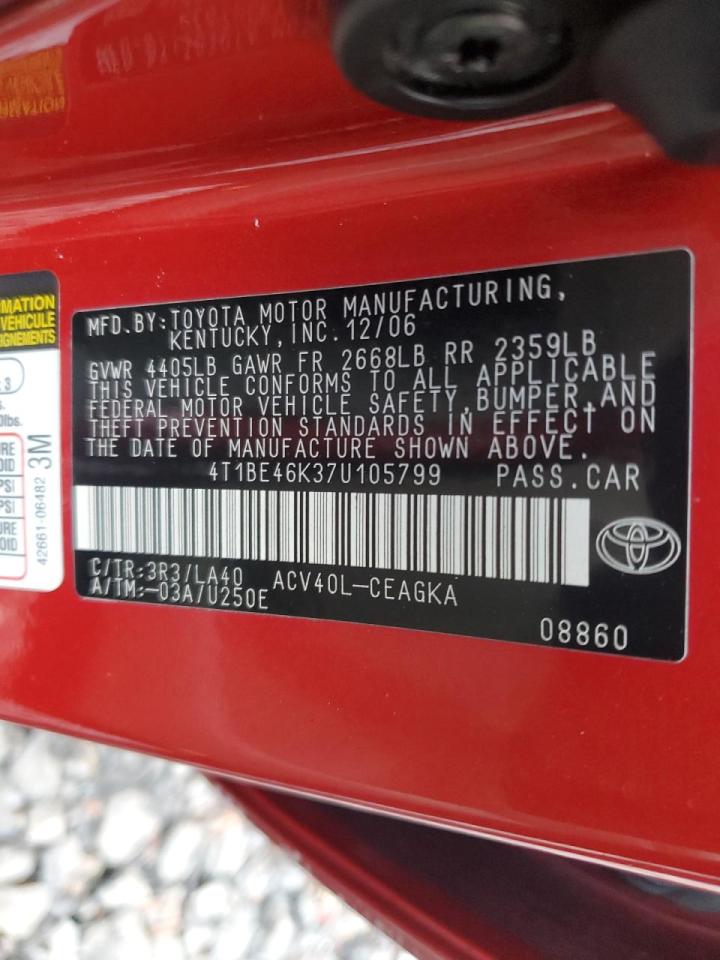 MFD.BY:TOYOTA MOTOR MANUFACTURING,
KENTUCKY,INC.12/06
GVWR 4405LB GAWR FR 2668LB RR 2359LB
THIS VEHICLE CONFORMS TO ALL APPLICABLE
FEDERAL MOTOR VEHICLE SAFETY,BUMPER,AND
THEFT PREVENTION STANDARDS IN EFFECT ON
THE DATE OF MANUFACTURE SHOWN ABOVE.
4T1BE46K37U105799 PASS.CAR
C/TR:3R3/LA40 ACV40L-CEAGKA
A/TM:-03A/U250E
08860
VEHICULE
3
3M
42661-06482